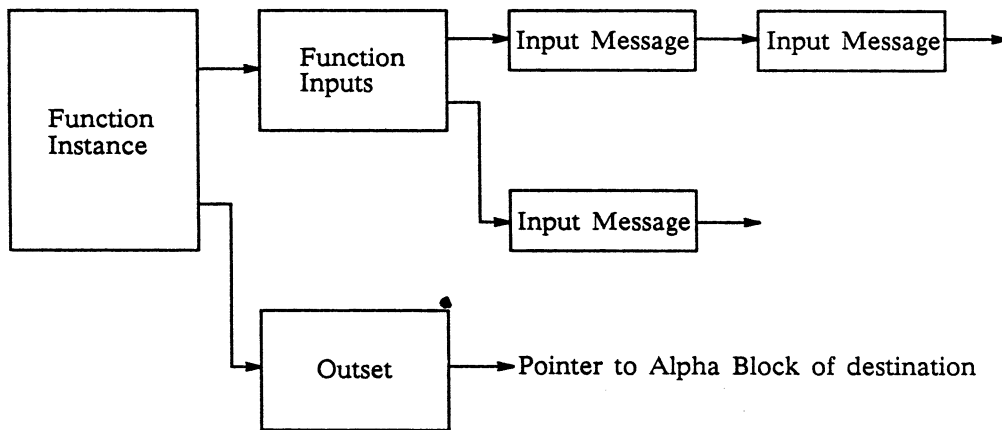 Function
Instance
Function
Inputs
Input Message
Input Message
Input Message
Outset
Pointer to Alpha Block of destination